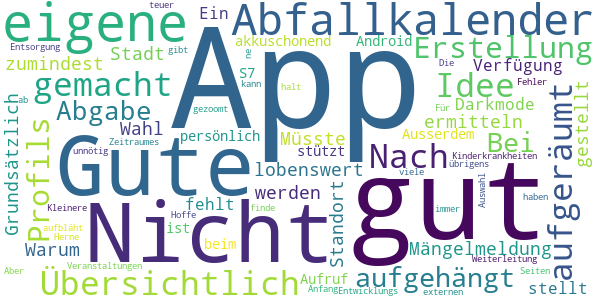 eigene
App
Abfallkalender
teuer
Ein
akkuschonend
Android
Erstellung
Entsorgung
Stadt
Die
zumindest
gibt
ne
S7
kann
Verfügung
Fehler
gemacht
Idee
halt
ab
Abgabe
gezoomt
Für
Darkmode
gestellt
Grundsätzlich
Profils
Wahl
persönlich
Müsste
ermitteln
aufgeräumt
Gute
gut
Ausserdem
Bei
unnötig
Zeitraumes
stützt
Nach
Kinderkrankheiten
lobenswert
übrigens
fehlt
werden
Standort
viele
Auswahl
immer
haben
Kleinere
Nicht
Hoffe
aufbläht
Herne
ist
finde
beim
Mängelmeldung
Warum
Weiterleitung
Aber
Veranstaltungen
Aufruf
aufgehängt
Seiten
Übersichtlich
Anfang
Entwicklungs
externen
stellt